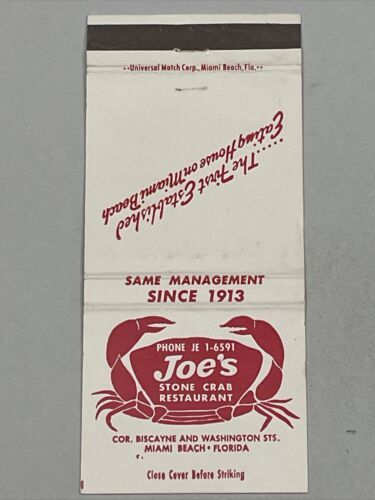 ··Universal Match Corp., Miami Beach, Fla.··
.....The First Established
Eating House on Miami Beach
SAME MANAGEMENT
SINCE 1913
PHONE JE 1-6591
Joe's
STONE CRAB
RESTAURANT
COR. BISCAYNE AND WASHINGTON STS.
MIAMI BEACH • FLORIDA
Close Cover Before Striking